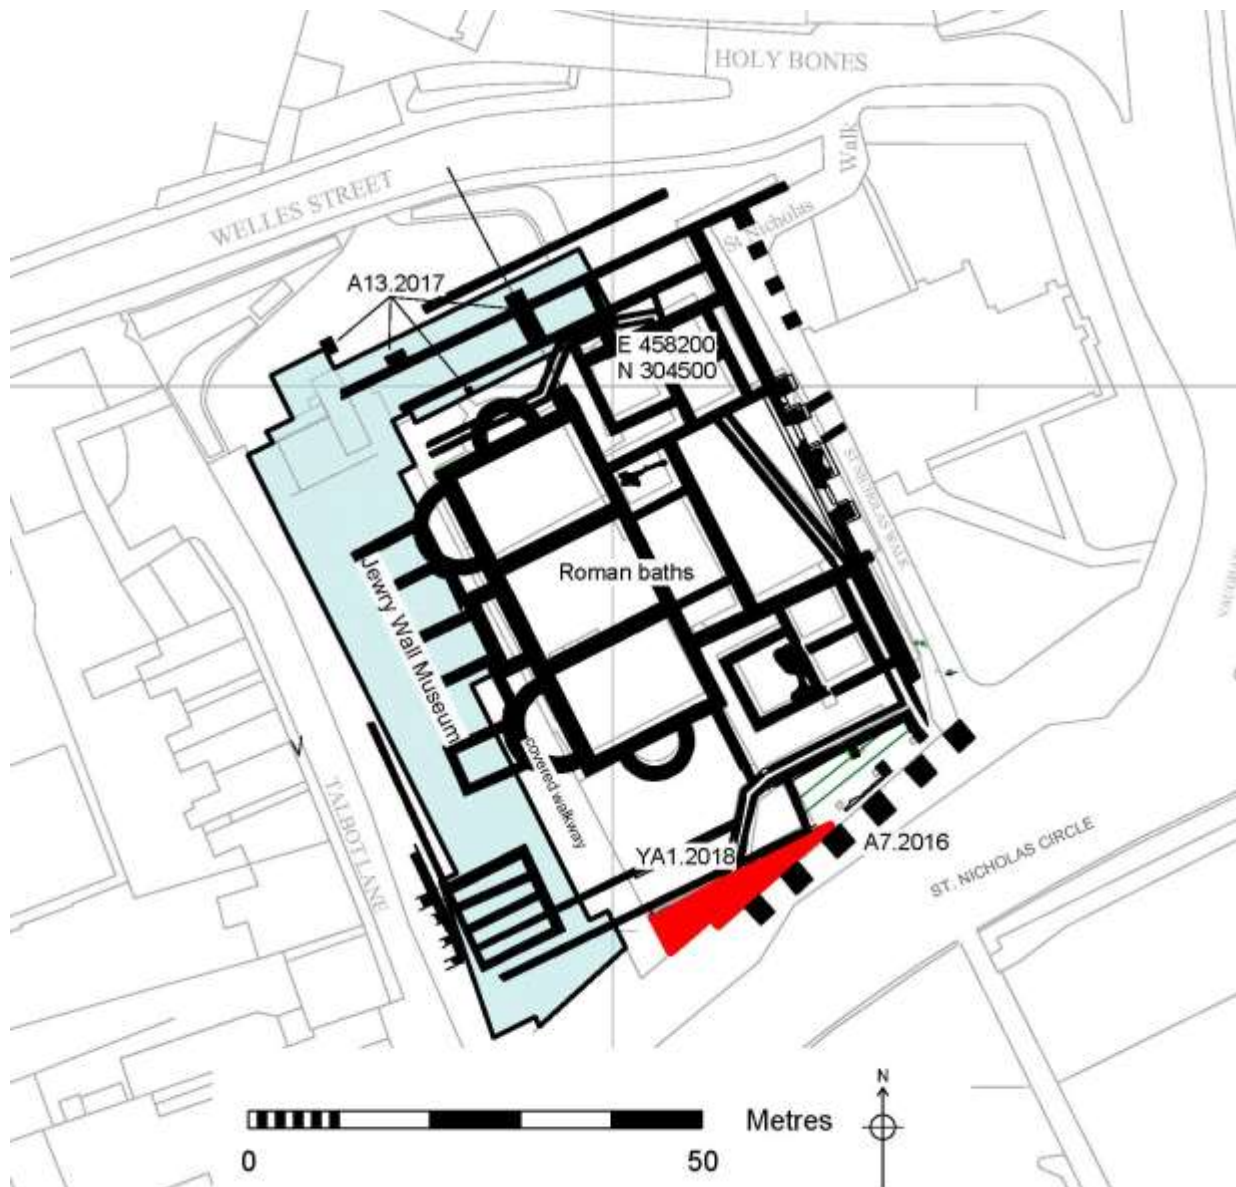 HOLY BONES
Walk
WELLES STREET
St Nicholas
A13.2017
E 458200
N 304500
ST NICHOLAS WALK
Roman baths
Jewry Wall Museum
covered walkway
TALBOT LANE
YA1.2018
A7.2016
ST. NICHOLAS CIRCLE
N
Metres
0
50